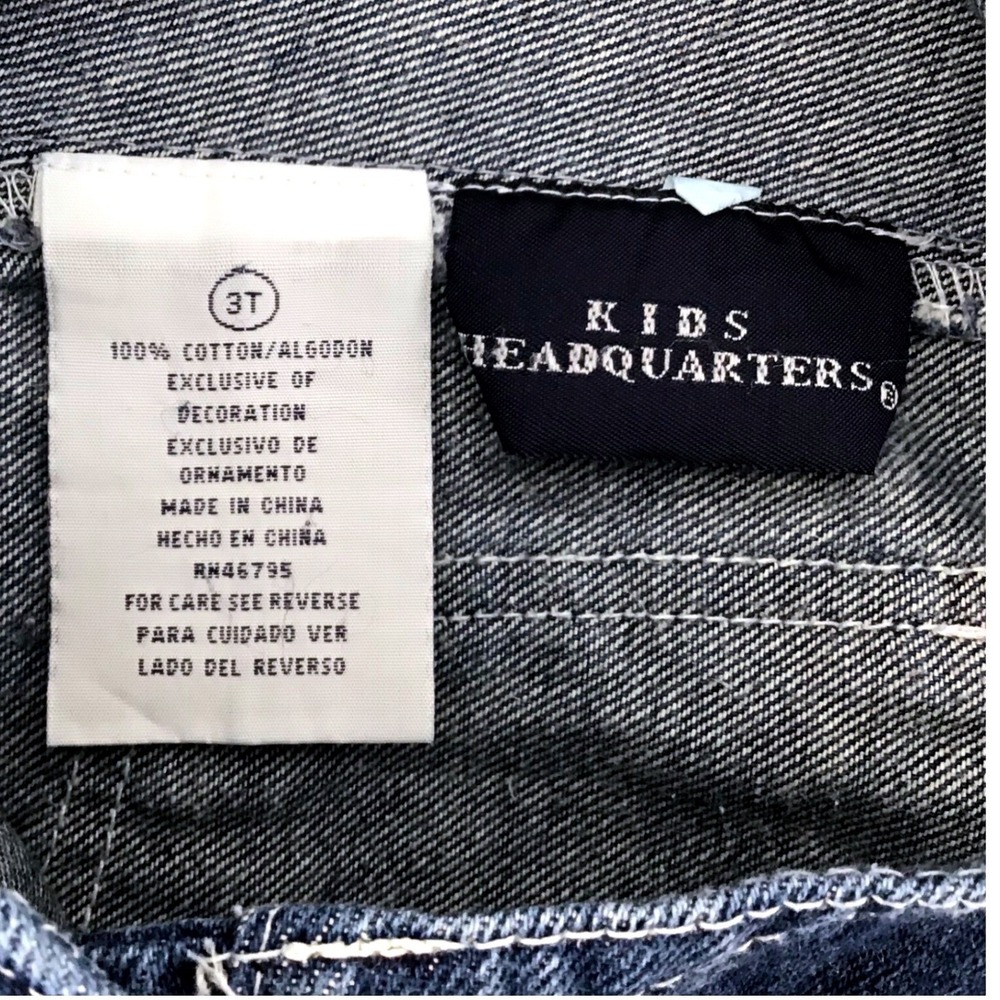 3T
100% COTTON/ALGODON
EXCLUSIVE OF
DECORATION
EXCLUSIVO DE
ORNAMENTO
MADE IN CHINA
HECHO EN CHINA
RN46795
FOR CARE SEE REVERSE
PARA CUIDADO VER
LADO DEL REVERSO
KIDS
HEADQUARTERS®